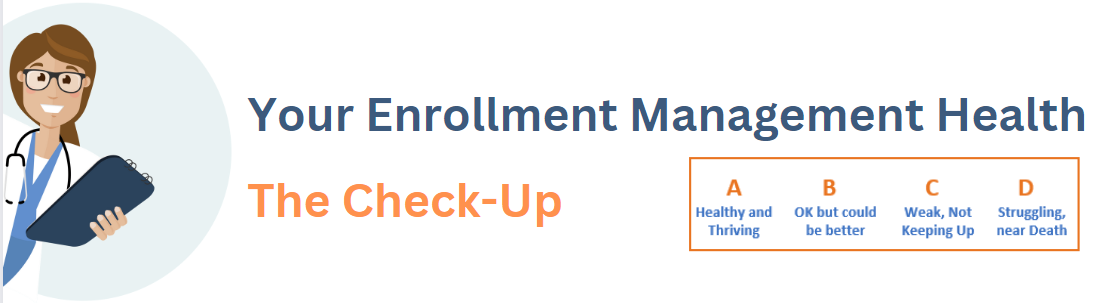 Your Enrollment Management Health
The Check-Up
A B C D
Healthy and OK but could Weak, Not Struggling,
Thriving be better Keeping Up near Death